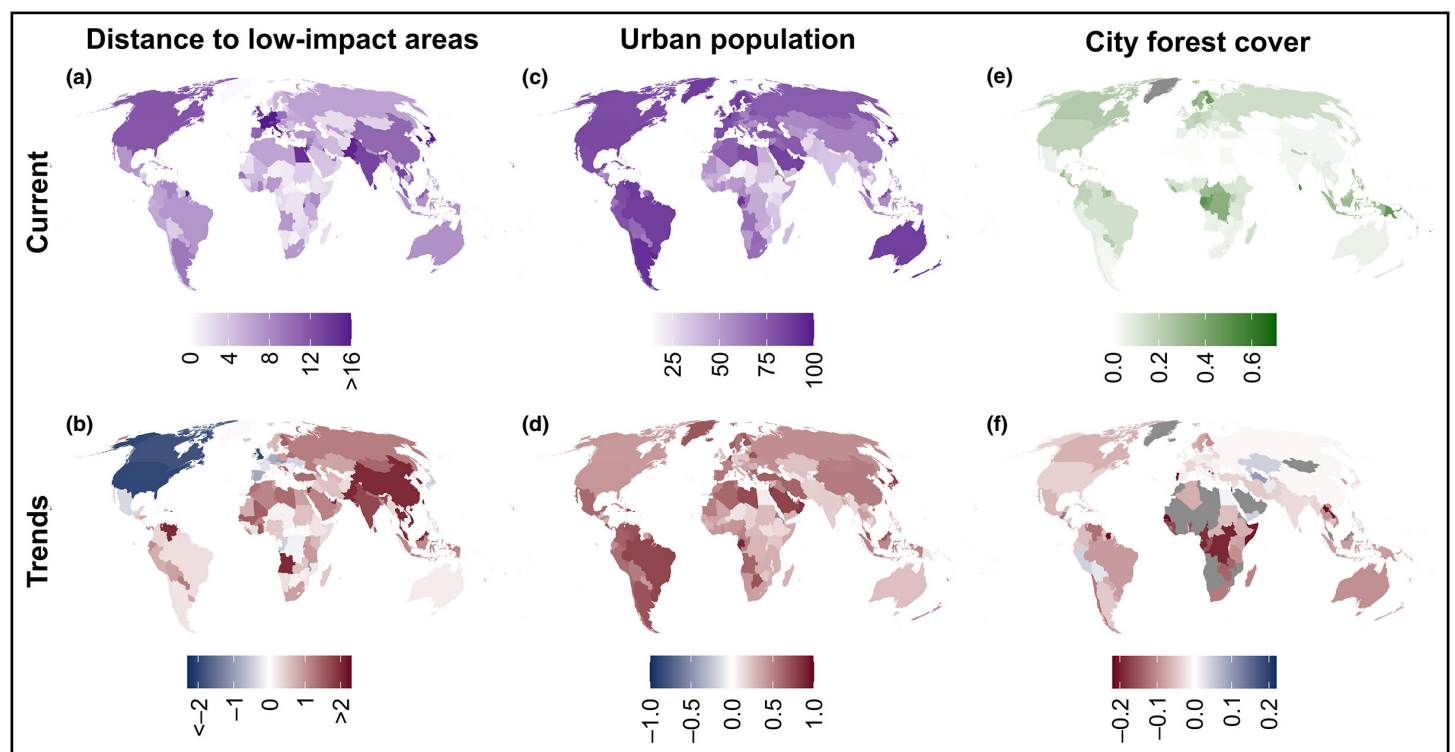 Distance to low-impact areas Urban population City forest cover
(a) (c) (e)
Current
0 4 8 12 >16
25 50 75 100
0.0 0.2 0.4 0.6
(b) (d) (f)
Trends
<–2 –1 0 1 >2
–1.0 –0.5 0.0 0.5 1.0
–0.2 –0.1 0.0 0.1 0.2